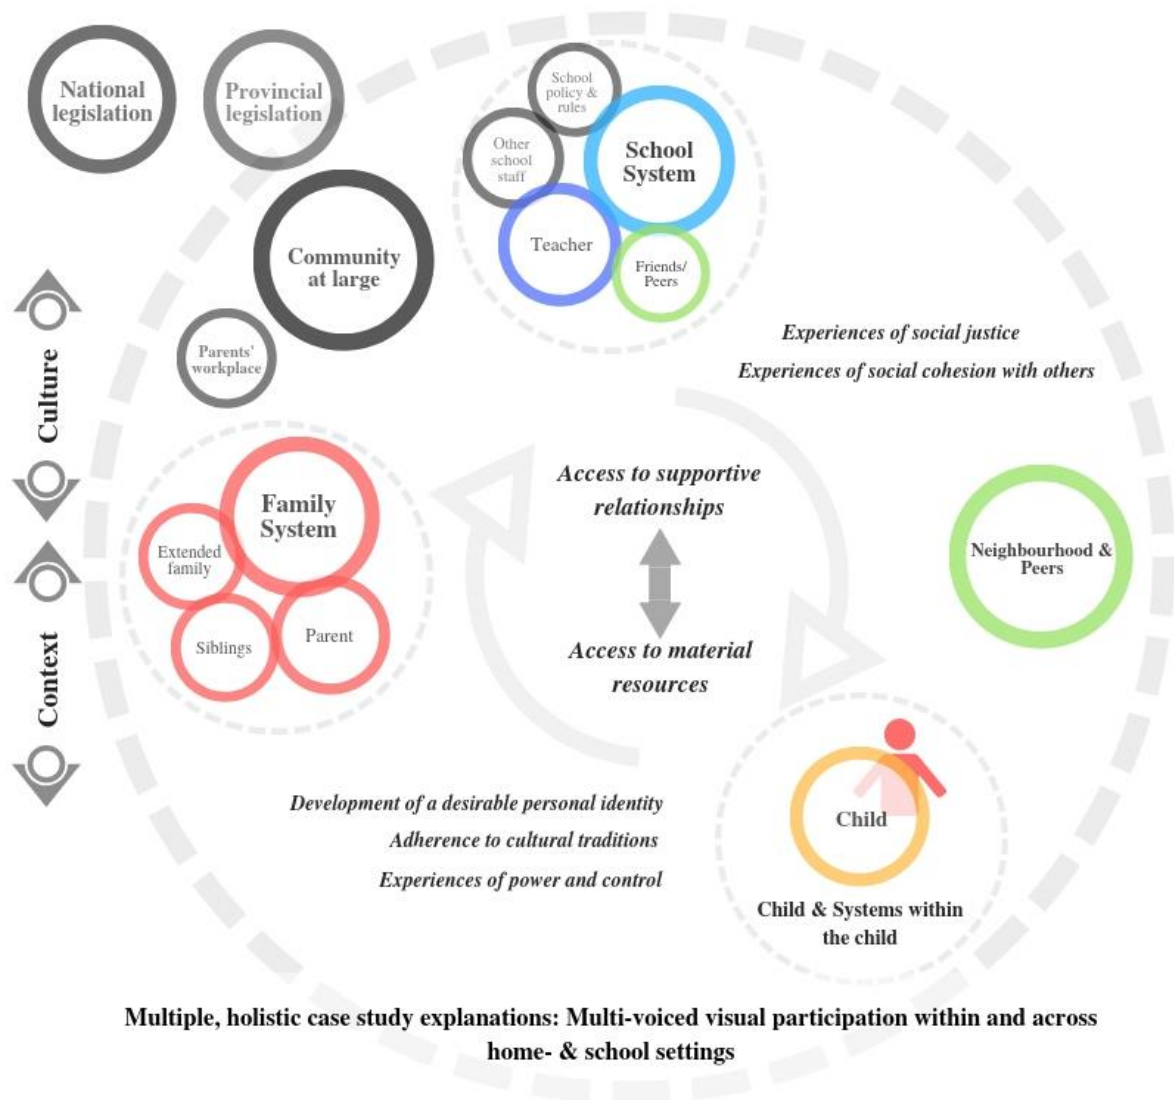 National
legislation
Provincial
legislation
School
policy &
rules
Other
school
staff
School
System
Teacher
Friends/
Peers
Community
at large
Parents'
workplace
Culture
Context
Experiences of social justice
Experiences of social cohesion with others
Family
System
Extended
family
Siblings
Parent
Access to supportive
relationships
Access to material
resources
Neighbourhood &
Peers
Development of a desirable personal identity
Adherence to cultural traditions
Experiences of power and control
Child
Child & Systems within
the child
Multiple, holistic case study explanations: Multi-voiced visual participation within and across
home- & school settings